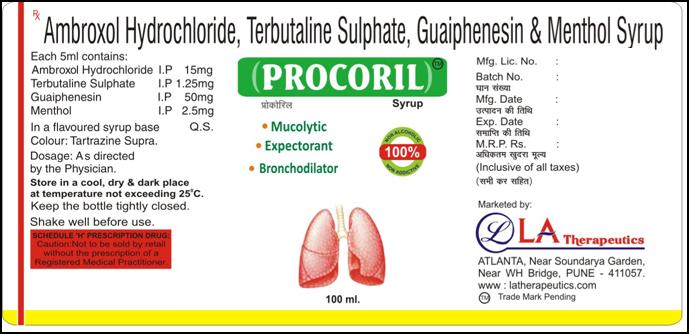 Rx
Ambroxol Hydrochloride, Terbutaline Sulphate, Guaiphenesin & Menthol Syrup
Each 5ml contains:
Ambroxol Hydrochloride I.P 15mg
Terbutaline Sulphate I.P 1.25mg
Guaiphenesin I.P 50mg
Menthol I.P 2.5mg
In a flavoured syrup base Q.S.
Colour: Tartrazine Supra.
Dosage: As directed
by the Physician.
Store in a cool, dry & dark place
at temperature not exceeding 25°C.
Keep the bottle tightly closed.
Shake well before use.
SCHEDULE 'H' PRESCRIPTION DRUG:
Caution:Not to be sold by retail
without the prescription of a
Registered Medical Practitioner.
(PROCORIL) TM
प्रोकोरिल Syrup
• Mucolytic
• Expectorant
• Bronchodilator
NON ALCOHOLIC
100%
NON ADDICTIVE
100 ml.
Mfg. Lic. No. :
Batch No. :
घान संख्या
Mfg. Date :
उत्पादन की तिथि
Exp. Date :
समाप्ति की तिथि
M.R.P. Rs. :
अधिकतम खुदरा मूल्य
(Inclusive of all taxes)
(सभी कर सहित)
Marketed by:
L LA Therapeutics
ATLANTA, Near Soundarya Garden,
Near WH Bridge, PUNE - 411057.
www : latherapeutics.com
TM Trade Mark Pending